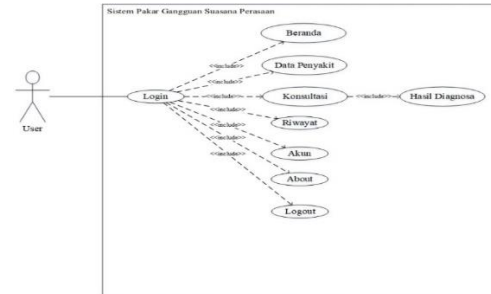 Sistem Pakar Gangguan Suasana Perasaan
Beranda
<<include>>
Data Penyakit
<<include>>
Login
<<include>>
Konsultasi
<<include>>
Hasil Diagnosa
<<include>>
Riwayat
<<include>>
Akun
<<include>>
About
<<include>>
Logout
User